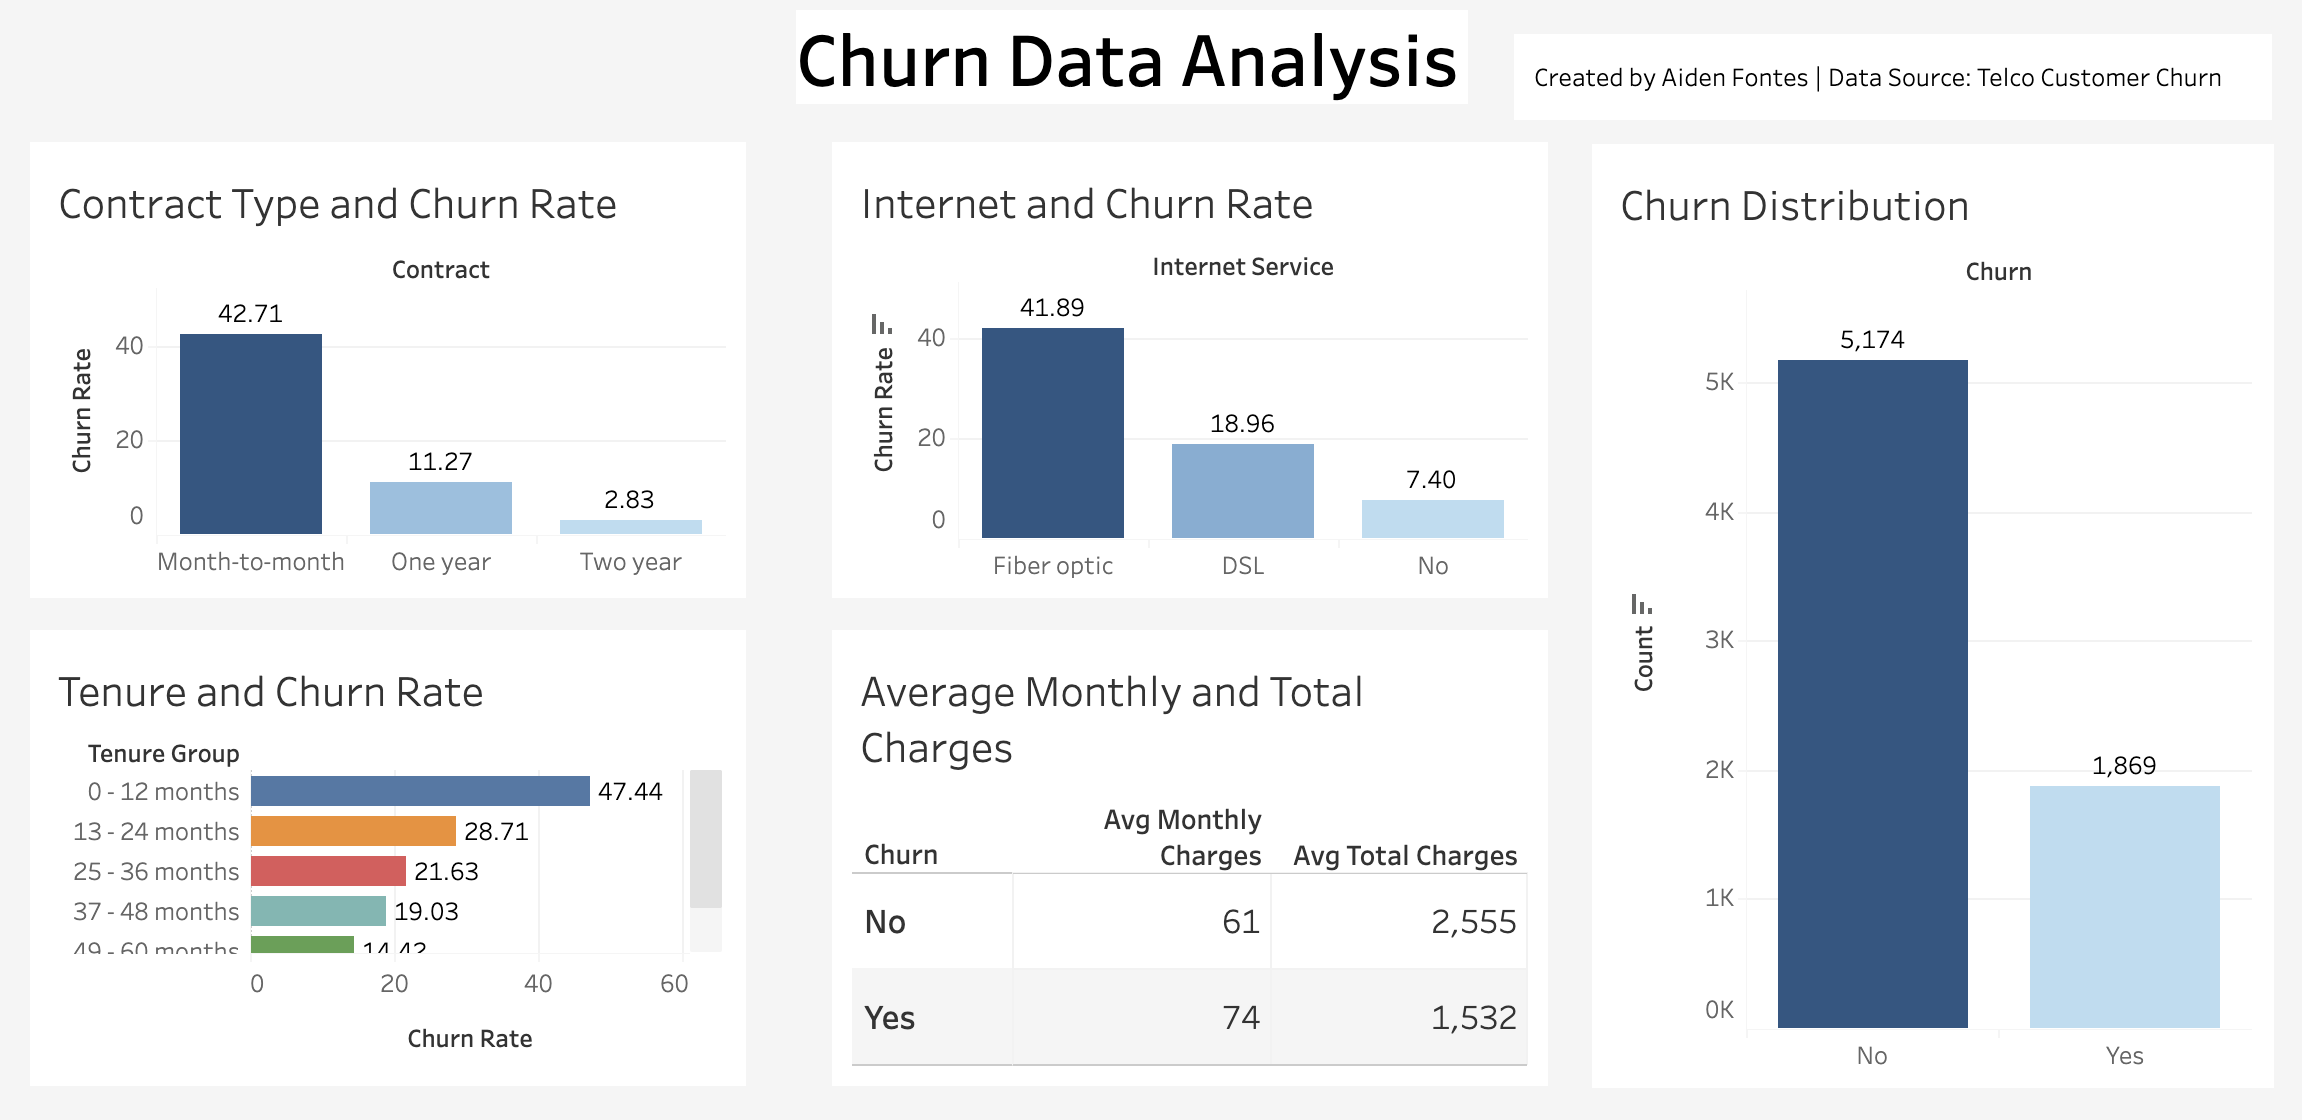 Churn Data Analysis
Created by Aiden Fontes | Data Source: Telco Customer Churn
Contract Type and Churn Rate
Contract
Churn Rate
40
20
0
42.71
11.27
2.83
Month-to-month
One year
Two year
Internet and Churn Rate
Internet Service
Churn Rate
40
20
0
41.89
18.96
7.40
Fiber optic
DSL
No
Churn Distribution
Churn
Count
5K
4K
3K
2K
1K
0K
5,174
1,869
No
Yes
Tenure and Churn Rate
Tenure Group
0 - 12 months 47.44
13 - 24 months 28.71
25 - 36 months 21.63
37 - 48 months 19.03
49 - 60 months 14.42
0 20 40 60
Churn Rate
Average Monthly and Total
Charges
Avg Monthly
Churn Charges Avg Total Charges
No 61 2,555
Yes 74 1,532